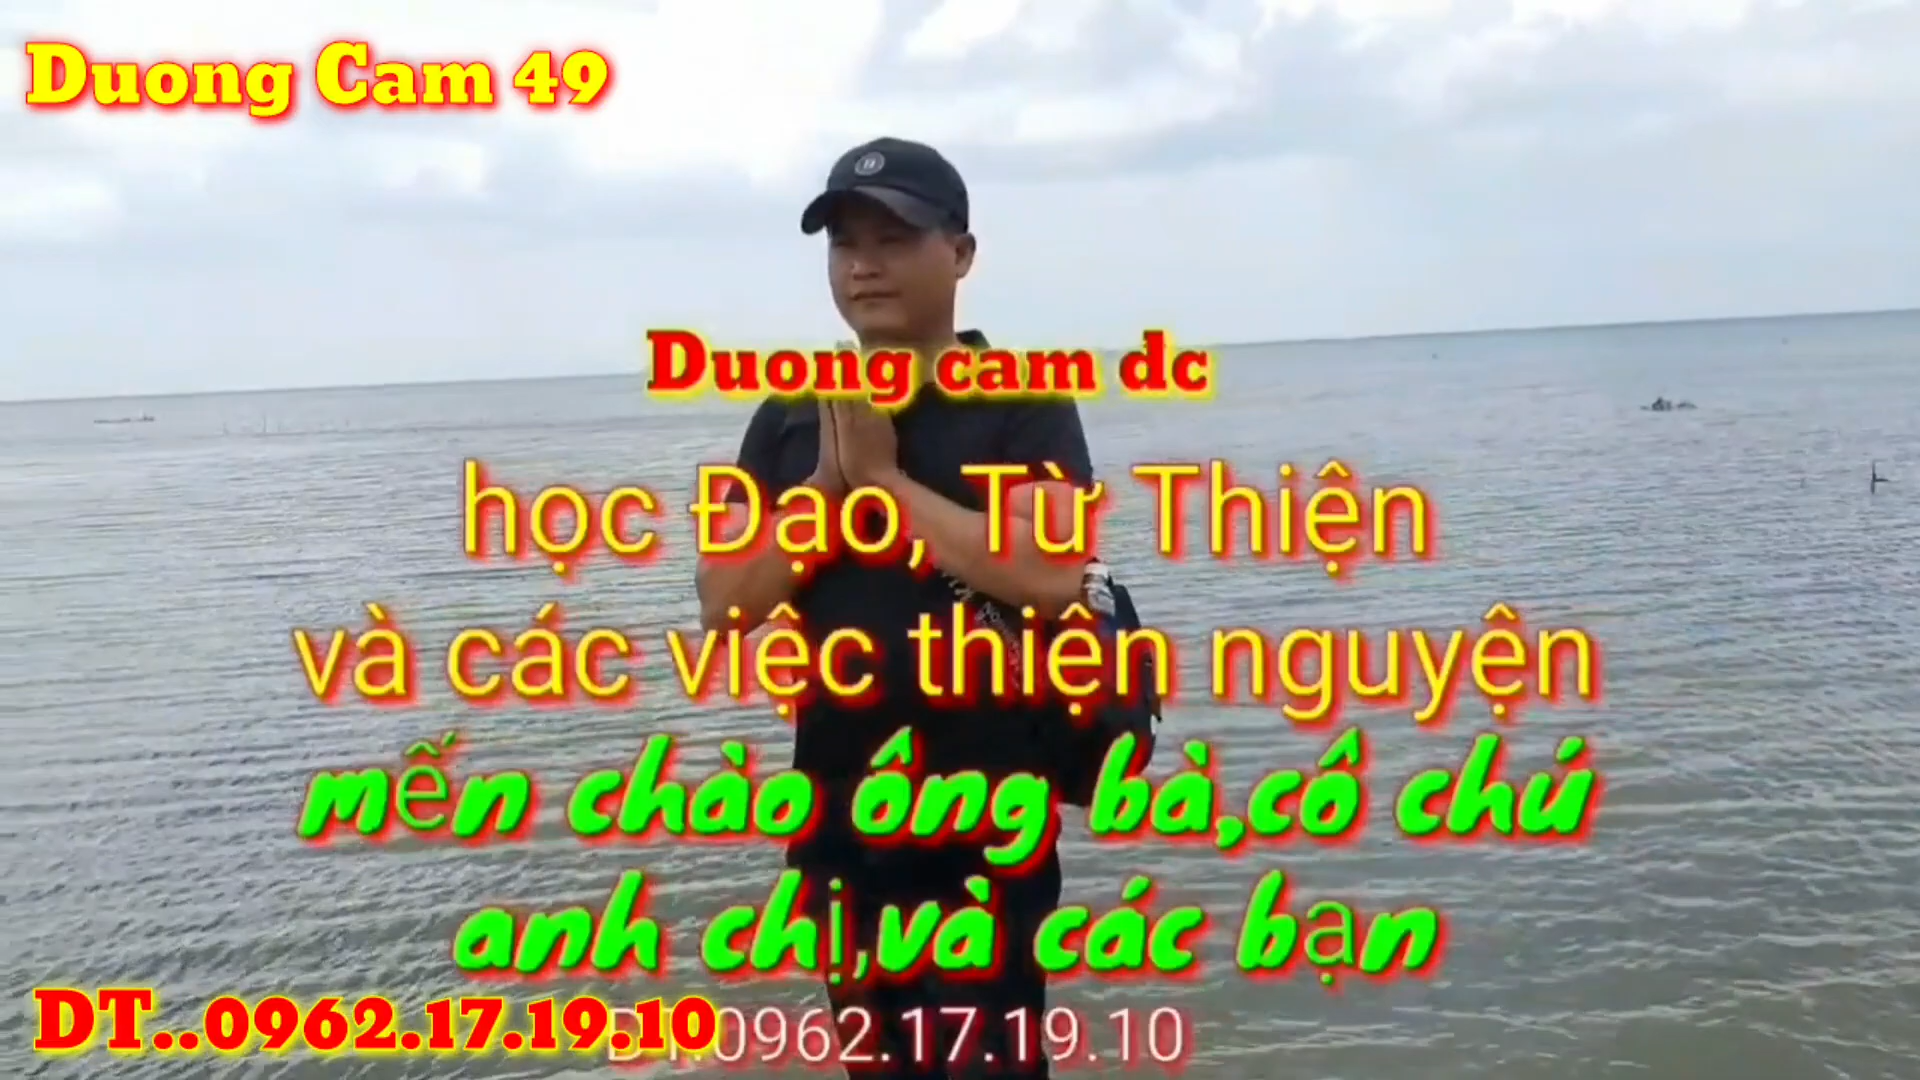 Duong Cam 49
Duong cam dc
học Đạo, Từ Thiện
và các việc thiện nguyện
mến chào ông bà,cô chú
anh chị,và các bạn
DT..0962.17.19.10
DT.0962.17.19.10